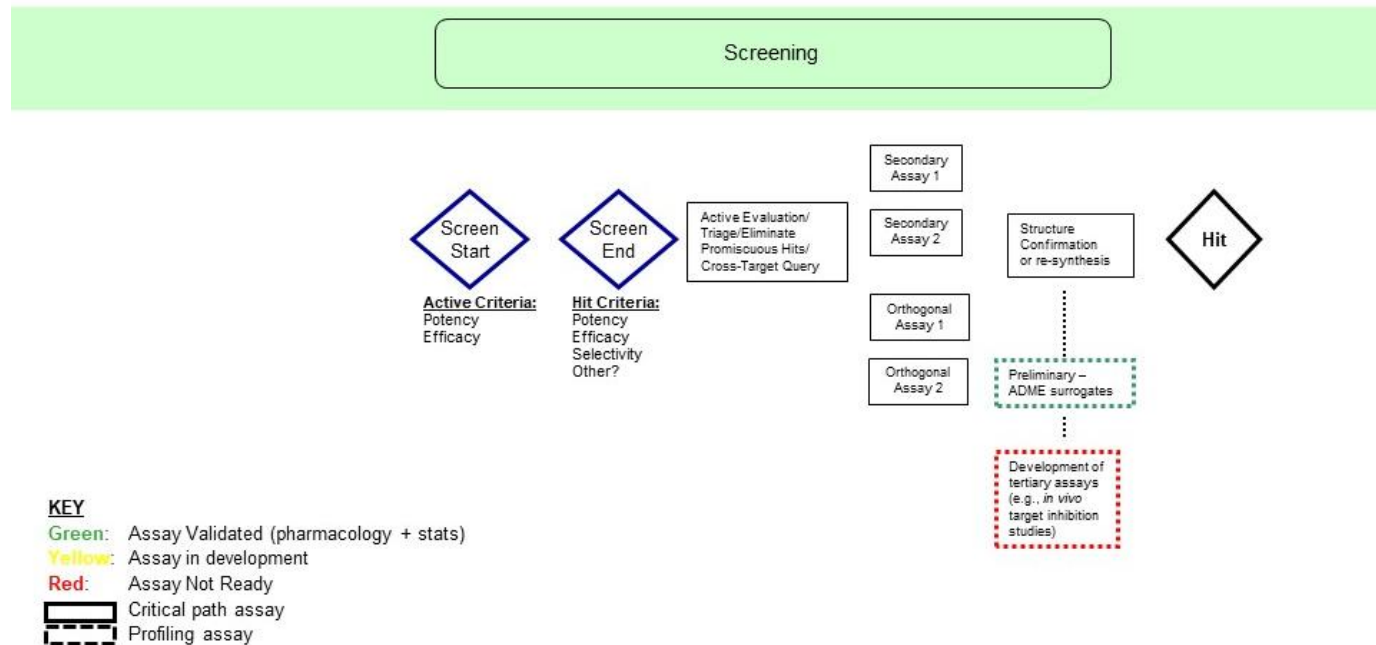 Screening
Screen
Start
Active Criteria:
Potency
Efficacy
Screen
End
Hit Criteria:
Potency
Efficacy
Selectivity
Other?
Active Evaluation/
Triage/Eliminate
Promiscuous Hits/
Cross-Target Query
Secondary
Assay 1
Secondary
Assay 2
Orthogonal
Assay 1
Orthogonal
Assay 2
Structure
Confirmation
or re-synthesis
Preliminary –
ADME surrogates
Development of
tertiary assays
(e.g., in vivo
target inhibition
studies)
Hit
KEY
Green: Assay Validated (pharmacology + stats)
Yellow: Assay in development
Red: Assay Not Ready
Critical path assay
Profiling assay